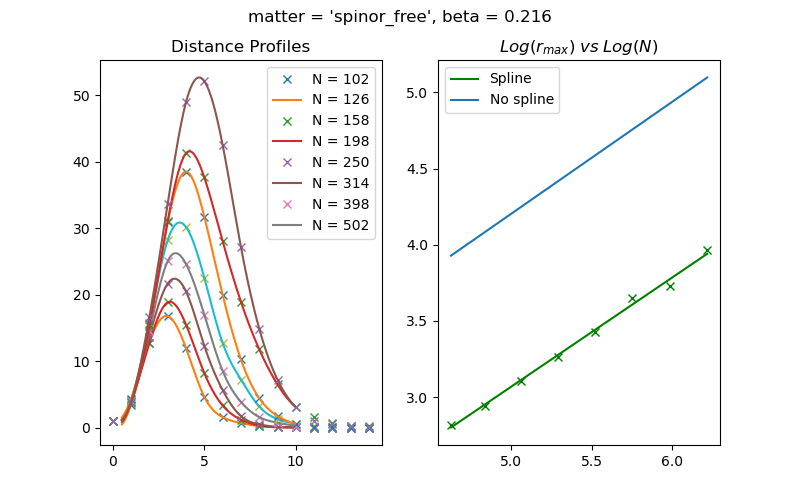 matter = 'spinor_free', beta = 0.216
Distance Profiles
N = 102
N = 126
N = 158
N = 198
N = 250
N = 314
N = 398
N = 502
50
40
30
20
10
0
0 5 10
Log(r_max) vs Log(N)
Spline
No spline
5.0
4.5
4.0
3.5
3.0
5.0 5.5 6.0